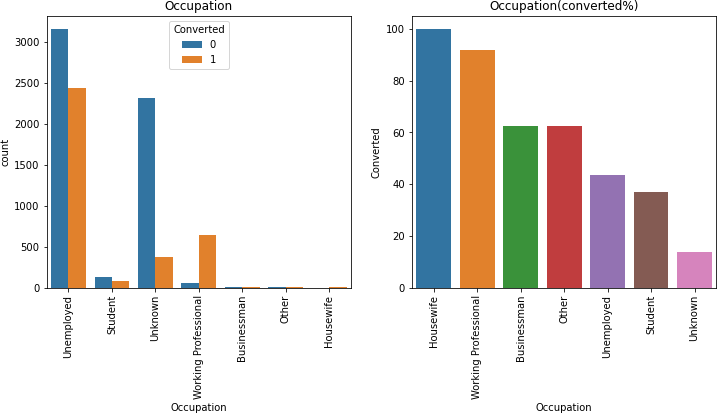 Occupation
Converted
0
1
3000
2500
2000
1500
1000
500
0
count
Unemployed
Student
Unknown
Working Professional
Businessman
Other
Housewife
Occupation
Occupation(converted%)
100
80
60
40
20
0
Converted
Housewife
Working Professional
Businessman
Other
Unemployed
Student
Unknown
Occupation